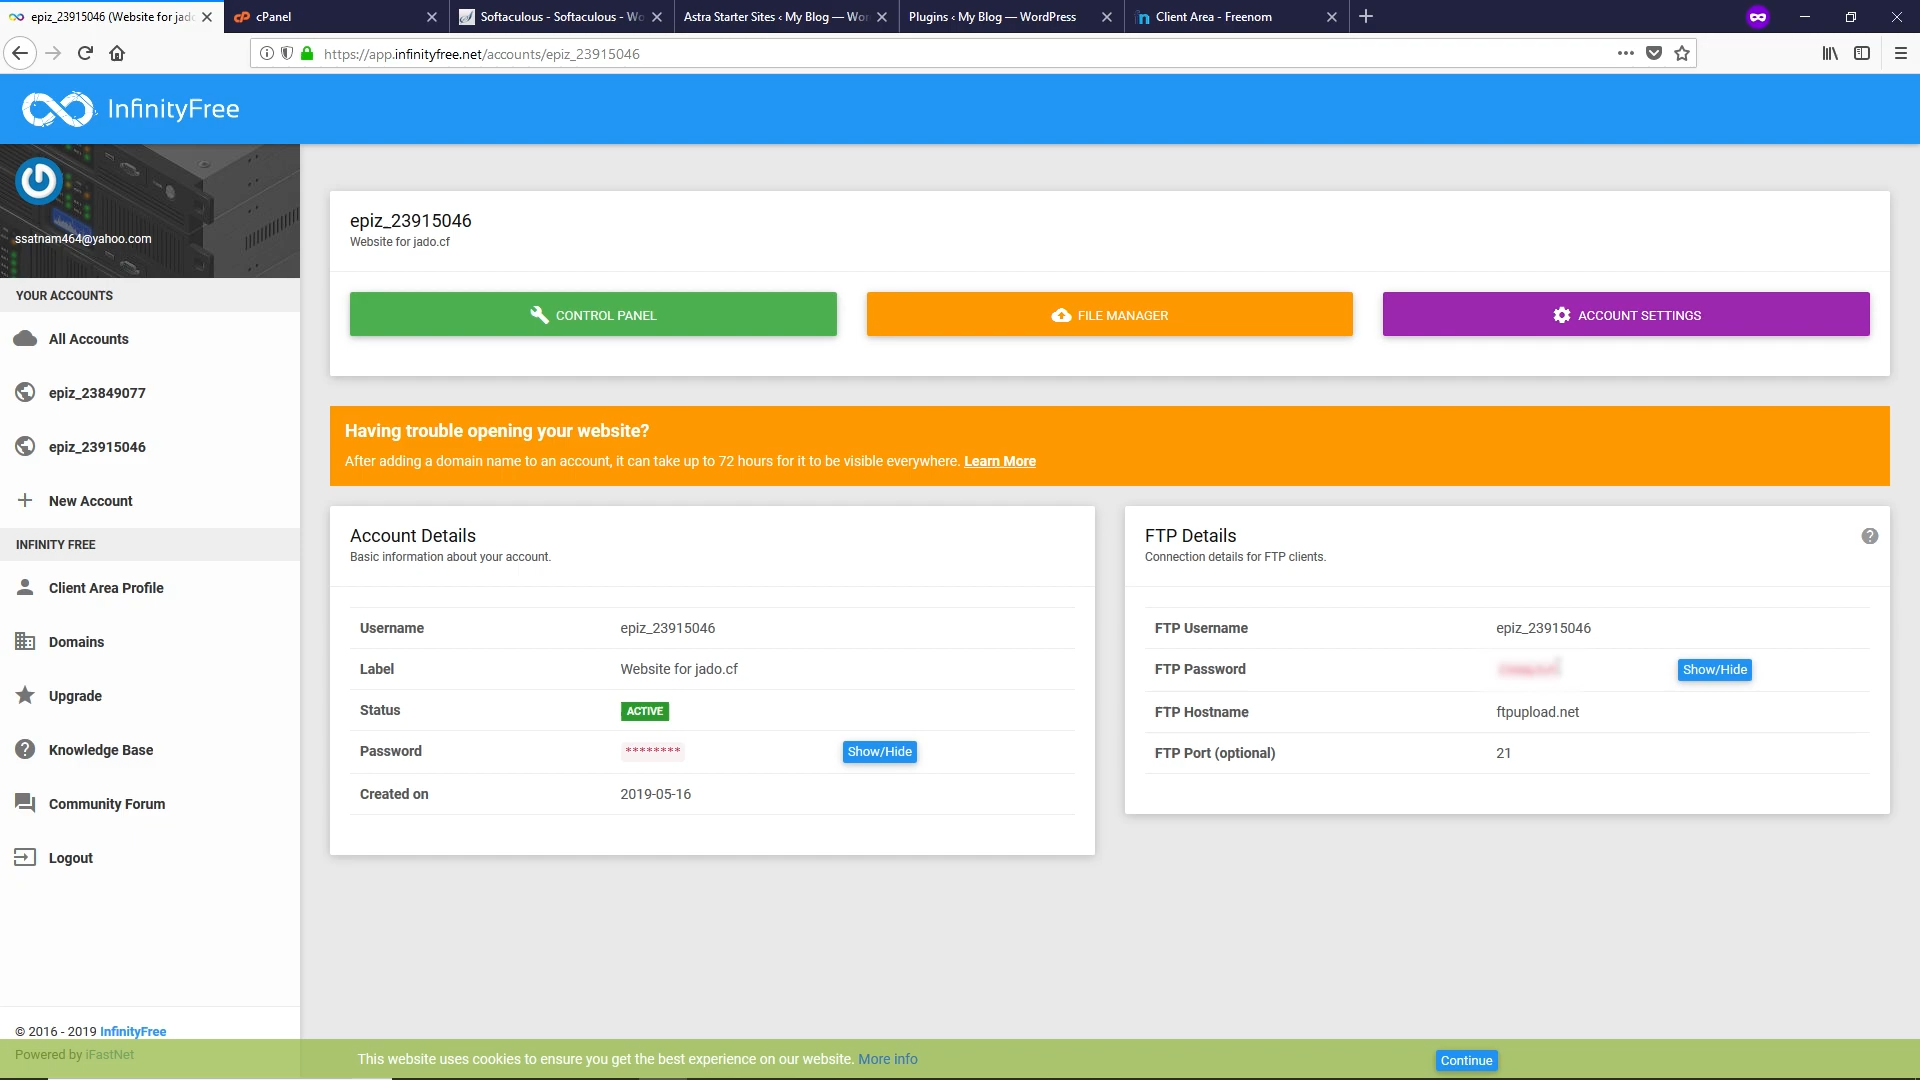 epiz_23915046 (Website for jado
cPanel
Softaculous - Softaculous - Wo
Astra Starter Sites ‹ My Blog — Wor
Plugins ‹ My Blog — WordPress
Client Area - Freenom
https://app.infinityfree.net/accounts/epiz_23915046
InfinityFree
ssatnam464@yahoo.com
YOUR ACCOUNTS
All Accounts
epiz_23849077
epiz_23915046
New Account
INFINITY FREE
Client Area Profile
Domains
Upgrade
Knowledge Base
Community Forum
Logout
© 2016 - 2019 InfinityFree
Powered by iFastNet
epiz_23915046
Website for jado.cf
CONTROL PANEL
FILE MANAGER
ACCOUNT SETTINGS
Having trouble opening your website?
After adding a domain name to an account, it can take up to 72 hours for it to be visible everywhere. Learn More
Account Details
Basic information about your account.
Username epiz_23915046
Label Website for jado.cf
Status ACTIVE
Password ******** Show/Hide
Created on 2019-05-16
FTP Details
Connection details for FTP clients.
FTP Username epiz_23915046
FTP Password Show/Hide
FTP Hostname ftpupload.net
FTP Port (optional) 21
This website uses cookies to ensure you get the best experience on our website. More info
Continue